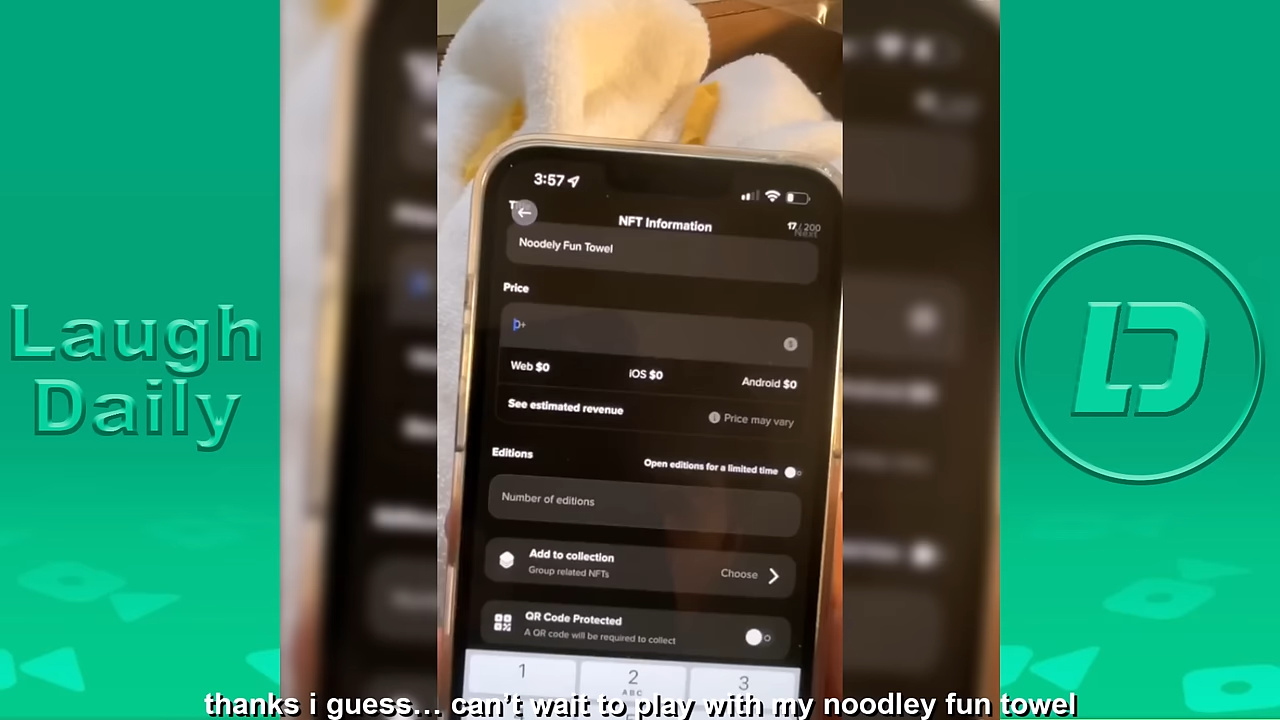 Laugh
Daily
LD
3:57
NFT Information
17/200
Next
Noodely Fun Towel
Price
0+
Web $0
iOS $0
Android $0
See estimated revenue
Price may vary
Editions
Open editions for a limited time
Number of editions
Add to collection
Group related NFTs
Choose
QR Code Protected
A QR code will be required to collect
1
2
ABC
3
thanks i guess... can't wait to play with my noodley fun towel